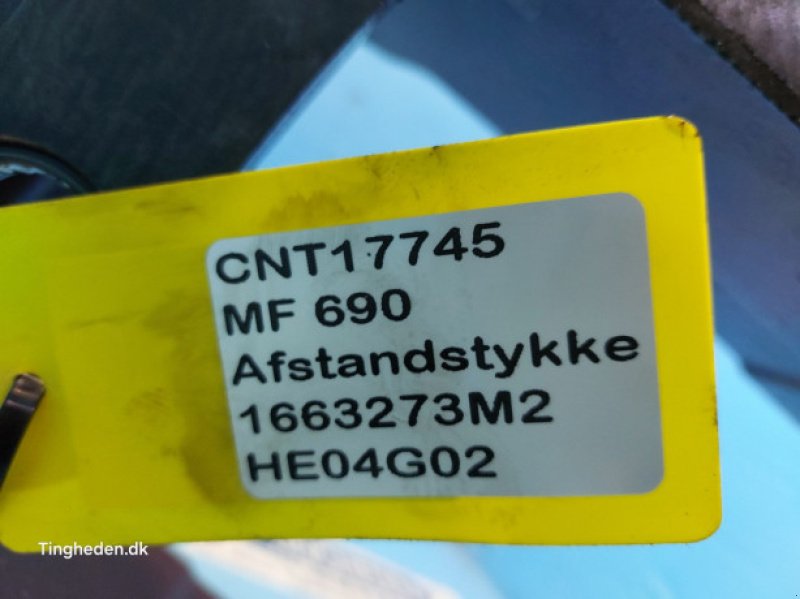 CNT17745
MF 690
Afstandstykke
1663273M2
HE04G02
Tingheden.dk